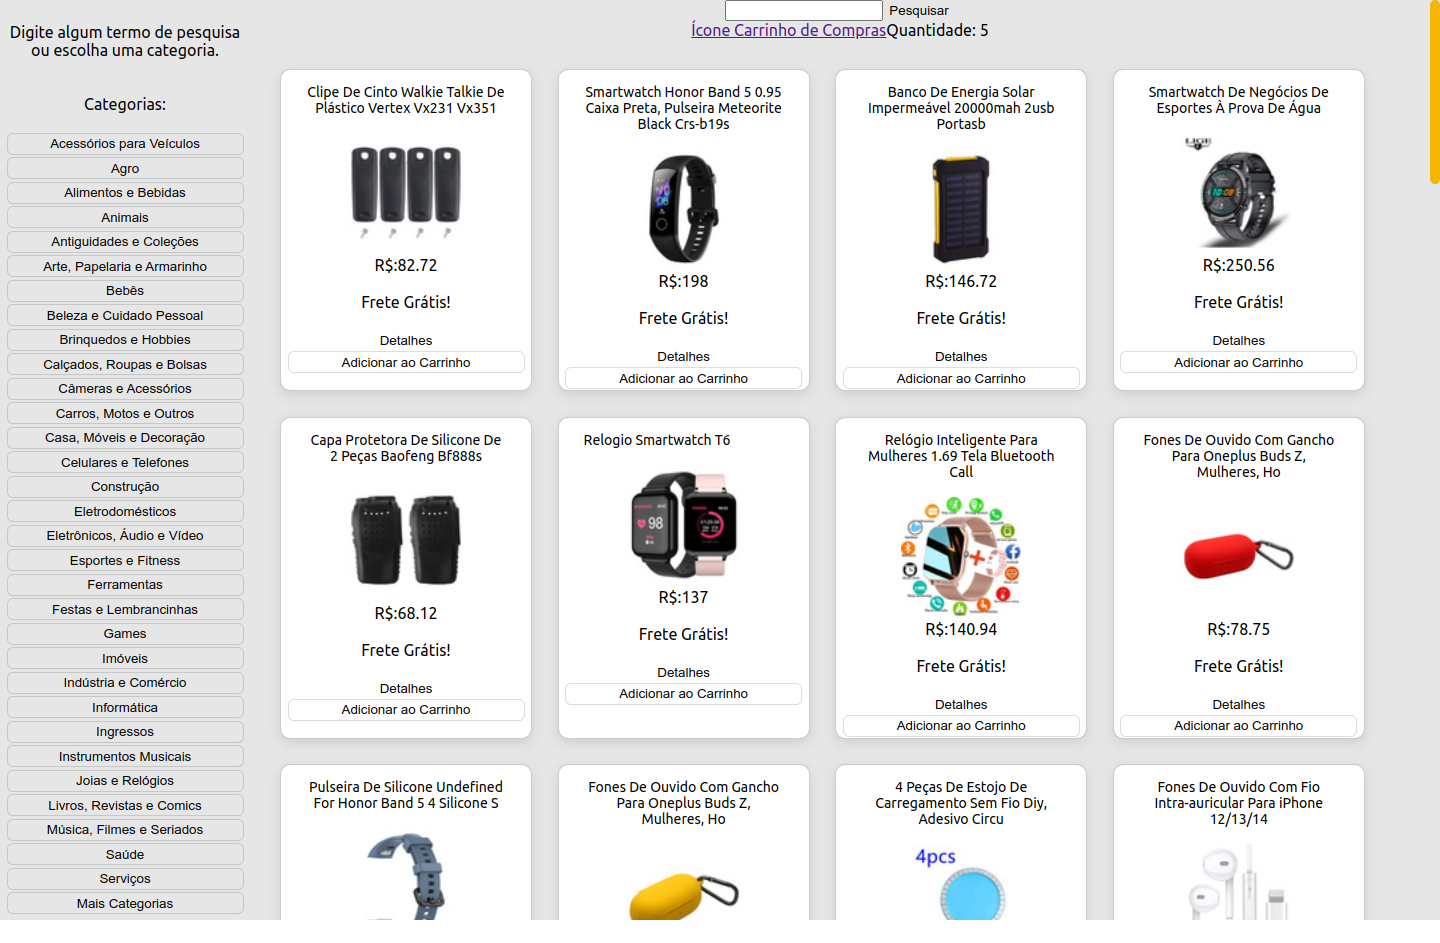 Pesquisar
Ícone Carrinho de ComprasQuantidade: 5
Digite algum termo de pesquisa
ou escolha uma categoria.
Categorias:
Acessórios para Veículos
Agro
Alimentos e Bebidas
Animais
Antiguidades e Coleções
Arte, Papelaria e Armarinho
Bebês
Beleza e Cuidado Pessoal
Brinquedos e Hobbies
Calçados, Roupas e Bolsas
Câmeras e Acessórios
Carros, Motos e Outros
Casa, Móveis e Decoração
Celulares e Telefones
Construção
Eletrodomésticos
Eletrônicos, Áudio e Vídeo
Esportes e Fitness
Ferramentas
Festas e Lembrancinhas
Games
Imóveis
Indústria e Comércio
Informática
Ingressos
Instrumentos Musicais
Joias e Relógios
Livros, Revistas e Comics
Música, Filmes e Seriados
Saúde
Serviços
Mais Categorias
Clipe De Cinto Walkie Talkie De
Plástico Vertex Vx231 Vx351
R$:82.72
Frete Grátis!
Detalhes
Adicionar ao Carrinho
Smartwatch Honor Band 5 0.95
Caixa Preta, Pulseira Meteorite
Black Crs-b19s
R$:198
Frete Grátis!
Detalhes
Adicionar ao Carrinho
Banco De Energia Solar
Impermeável 20000mah 2usb
Portasb
R$:146.72
Frete Grátis!
Detalhes
Adicionar ao Carrinho
Smartwatch De Negócios De
Esportes À Prova De Água
LIGE
10:08
R$:250.56
Frete Grátis!
Detalhes
Adicionar ao Carrinho
Capa Protetora De Silicone De
2 Peças Baofeng Bf888s
R$:68.12
Frete Grátis!
Detalhes
Adicionar ao Carrinho
Relogio Smartwatch T6
98
R$:137
Frete Grátis!
Detalhes
Adicionar ao Carrinho
Relógio Inteligente Para
Mulheres 1.69 Tela Bluetooth
Call
R$:140.94
Frete Grátis!
Detalhes
Adicionar ao Carrinho
Fones De Ouvido Com Gancho
Para Oneplus Buds Z,
Mulheres, Ho
R$:78.75
Frete Grátis!
Detalhes
Adicionar ao Carrinho
Pulseira De Silicone Undefined
For Honor Band 5 4 Silicone S
Fones De Ouvido Com Gancho
Para Oneplus Buds Z,
Mulheres, Ho
4 Peças De Estojo De
Carregamento Sem Fio Diy,
Adesivo Circu
4pcs
Fones De Ouvido Com Fio
Intra-auricular Para iPhone
12/13/14